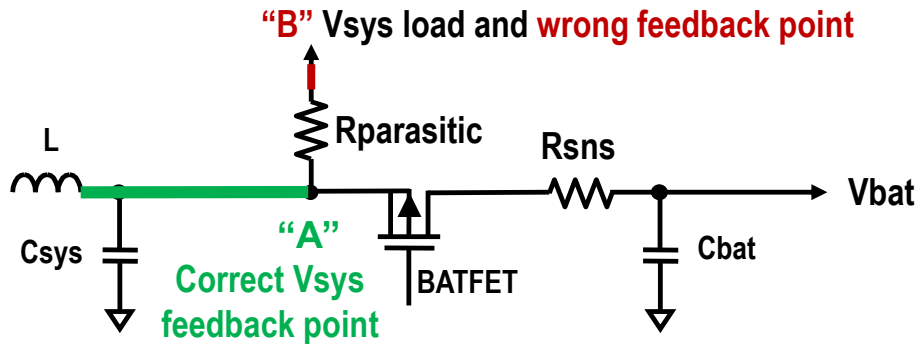 “B” Vsys load and wrong feedback point
Rparasitic
L
Rsns
Vbat
“A”
Csys
Correct Vsys
feedback point
BATFET
Cbat